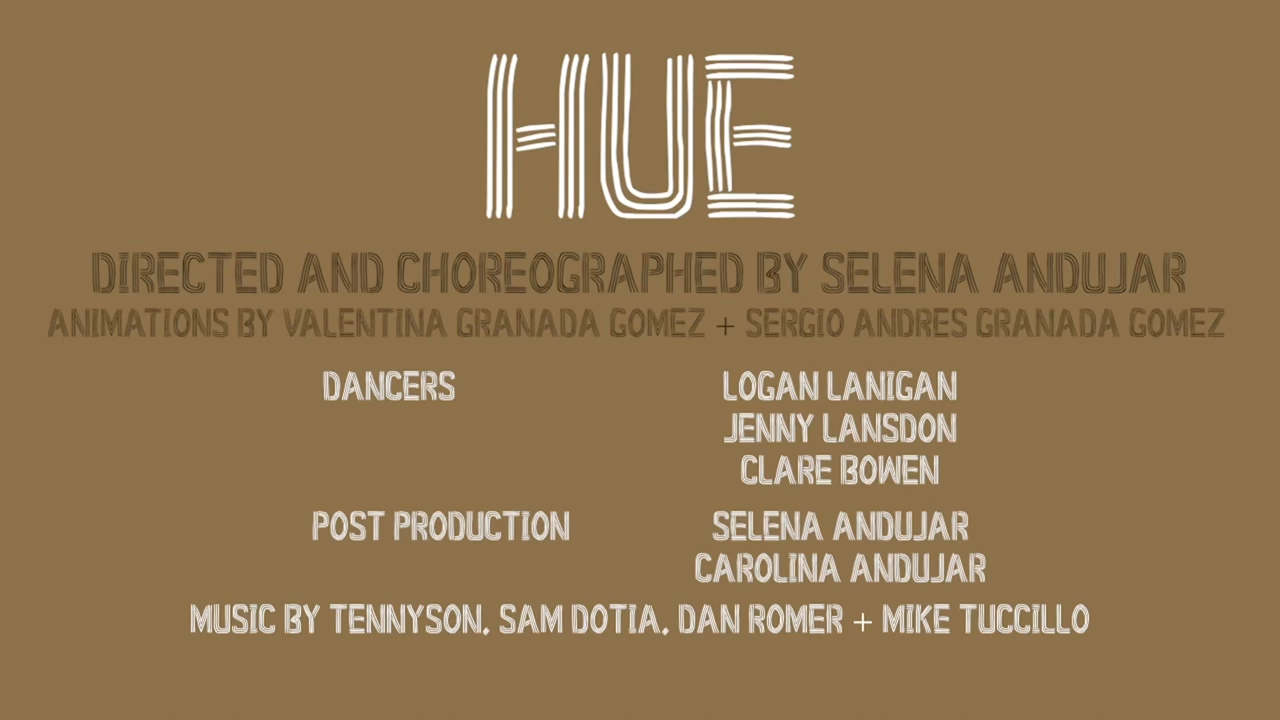 HUE
DIRECTED AND CHOREOGRAPHED BY SELENA ANDUJAR
ANIMATIONS BY VALENTINA GRANADA GOMEZ + SERGIO ANDRES GRANADA GOMEZ
DANCERS LOGAN LANIGAN
JENNY LANSDON
CLARE BOWEN
POST PRODUCTION SELENA ANDUJAR
CAROLINA ANDUJAR
MUSIC BY TENNYSON, SAM DOTIA, DAN ROMER + MIKE TUCCILLO